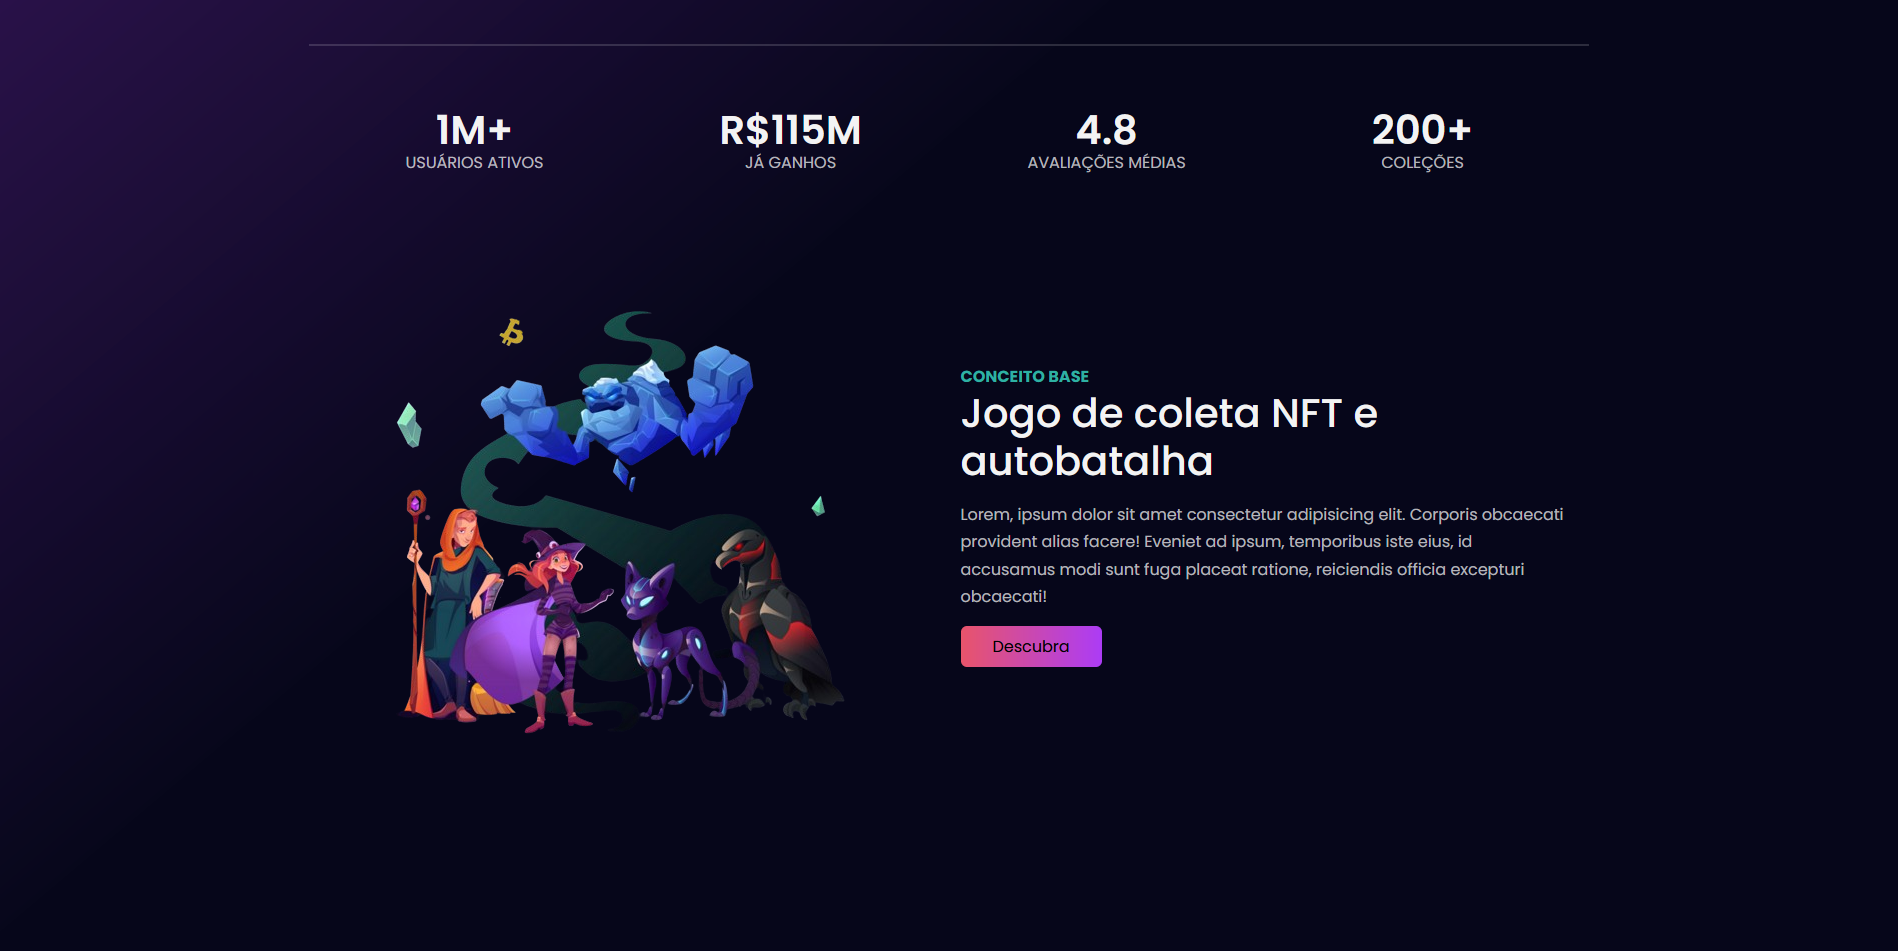 1M+
USUÁRIOS ATIVOS
R$115M
JÁ GANHOS
4.8
AVALIAÇÕES MÉDIAS
200+
COLEÇÕES
CONCEITO BASE
Jogo de coleta NFT e
autobatalha
Lorem, ipsum dolor sit amet consectetur adipisicing elit. Corporis obcaecati
provident alias facere! Eveniet ad ipsum, temporibus iste eius, id
accusamus modi sunt fuga placeat ratione, reiciendis officia excepturi
obcaecati!
Descubra